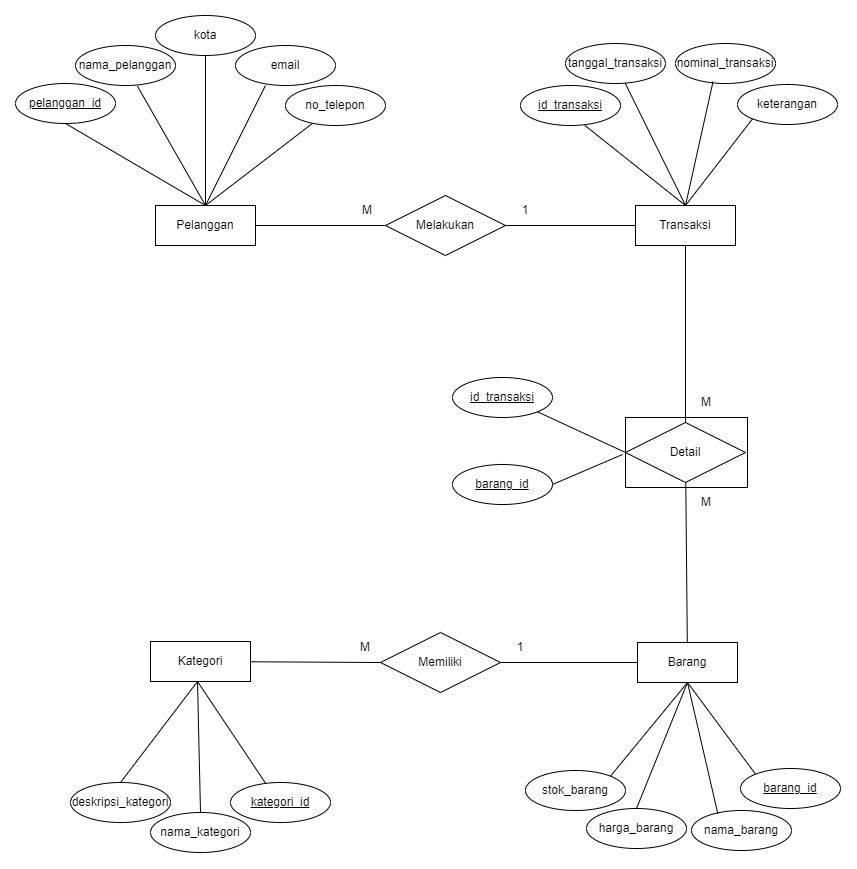 kota
nama_pelanggan
email
pelanggan_id
no_telepon
tanggal_transaksi
nominal_transaksi
id_transaksi
keterangan
Pelanggan
M
Melakukan
1
Transaksi
id_transaksi
M
Detail
barang_id
M
Kategori
M
Memiliki
1
Barang
deskripsi_kategori
kategori_id
nama_kategori
stok_barang
barang_id
harga_barang
nama_barang